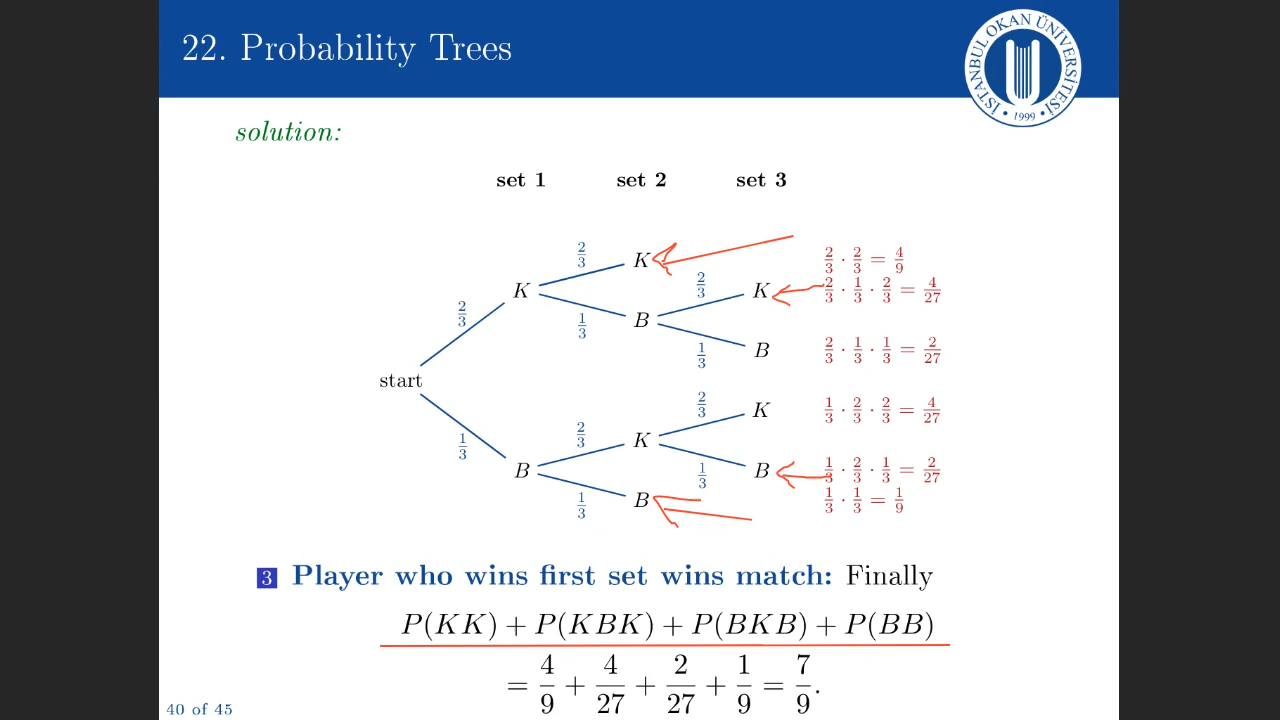 22. Probability Trees
İSTANBUL OKAN ÜNİVERSİTESİ
• 1999 •
solution:
set 1 set 2 set 3
2/3 K 2/3 · 2/3 = 4/9
K 2/3 K 2/3 · 1/3 · 2/3 = 4/27
2/3 1/3 B
1/3 B 2/3 · 1/3 · 1/3 = 2/27
start
2/3 K 1/3 · 2/3 · 2/3 = 4/27
1/3 2/3 K
B 1/3 B 1/3 · 2/3 · 1/3 = 2/27
1/3 B 1/3 · 1/3 = 1/9
3 Player who wins first set wins match: Finally
P(KK) + P(KBK) + P(BKB) + P(BB)
= 4/9 + 4/27 + 2/27 + 1/9 = 7/9.
40 of 45